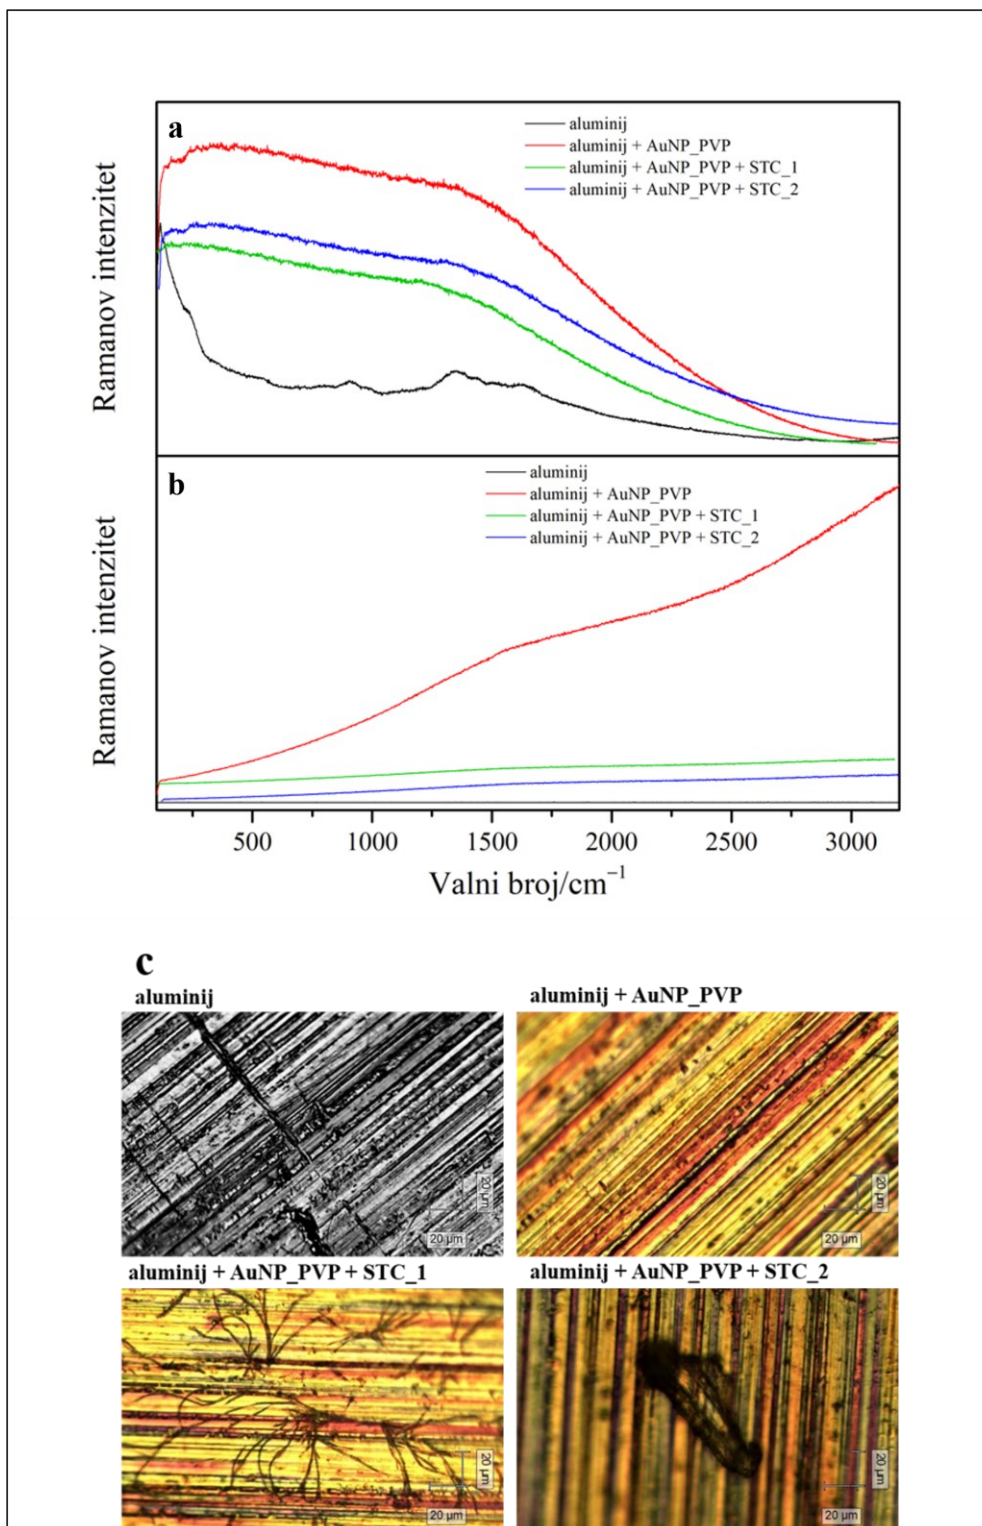 a
aluminij
aluminij + AuNP_PVP
aluminij + AuNP_PVP + STC_1
aluminij + AuNP_PVP + STC_2
Ramanov intenzitet
b
aluminij
aluminij + AuNP_PVP
aluminij + AuNP_PVP + STC_1
aluminij + AuNP_PVP + STC_2
Ramanov intenzitet
500 1000 1500 2000 2500 3000
Valni broj/cm⁻¹
c
aluminij
aluminij + AuNP_PVP
20 µm
20 µm
20 µm
20 µm
aluminij + AuNP_PVP + STC_1
aluminij + AuNP_PVP + STC_2
20 µm
20 µm
20 µm
20 µm